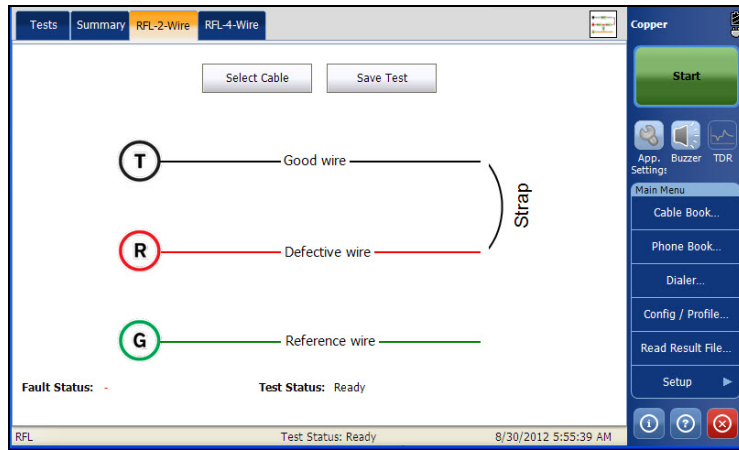 Tests Summary RFL-2-Wire RFL-4-Wire
Select Cable Save Test
T Good wire
Strap
R Defective wire
G Reference wire
Fault Status: - Test Status: Ready
RFL Test Status: Ready 8/30/2012 5:55:39 AM
Copper
Start
App. Settings Buzzer TDR
Main Menu
Cable Book...
Phone Book...
Dialer...
Config / Profile...
Read Result File...
Setup